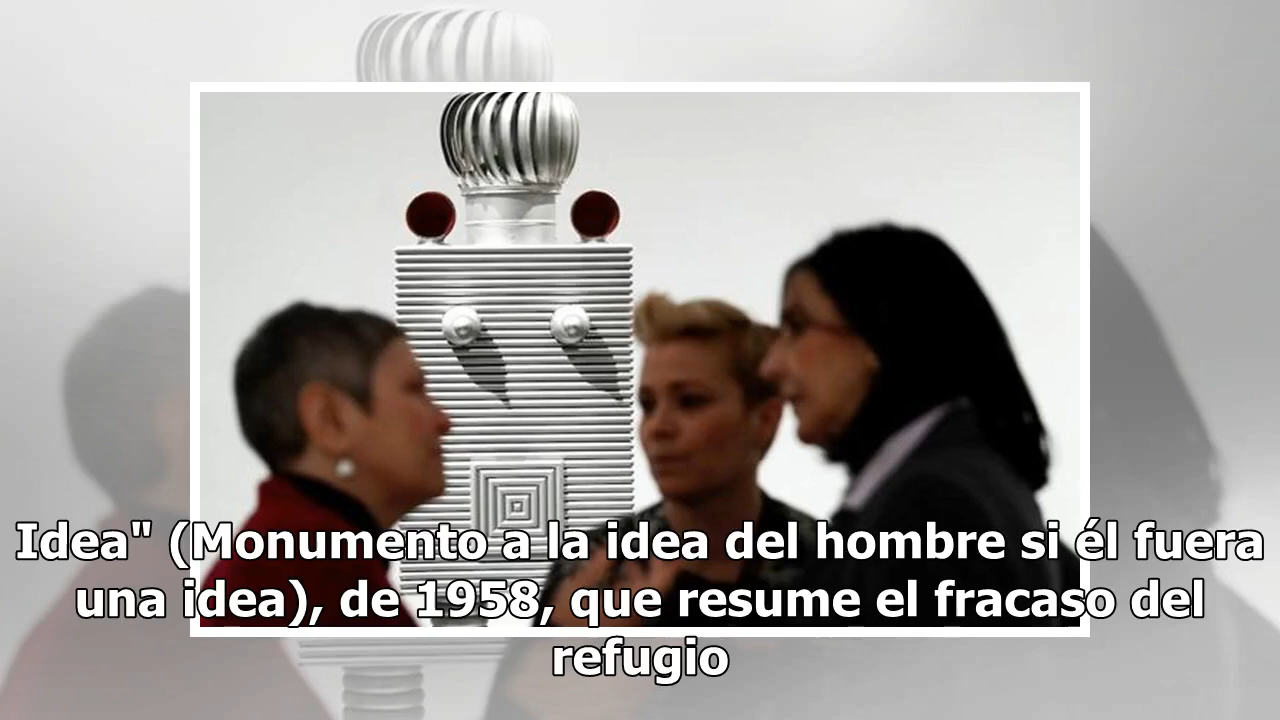 Idea" (Monumento a la idea del hombre si él fuera
una idea), de 1958, que resume el fracaso del
refugio